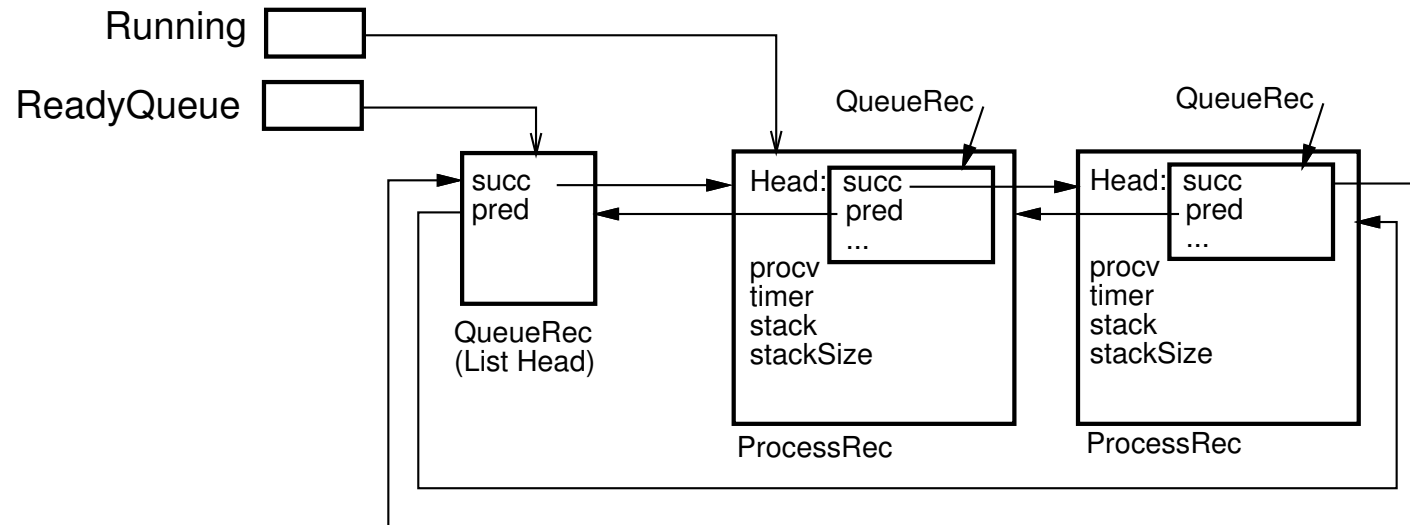 Running
ReadyQueue
QueueRec
QueueRec
succ
pred
QueueRec
(List Head)
Head: succ
pred
...
procv
timer
stack
stackSize
ProcessRec
Head: succ
pred
...
procv
timer
stack
stackSize
ProcessRec